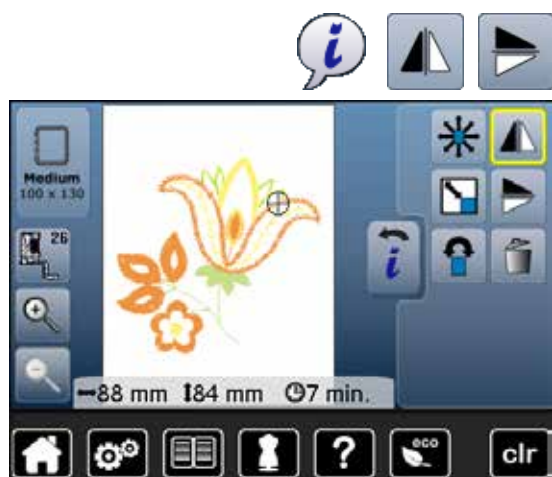 i
Medium
100 x 130
26
i
88 mm 84 mm 7 min.
? eco clr